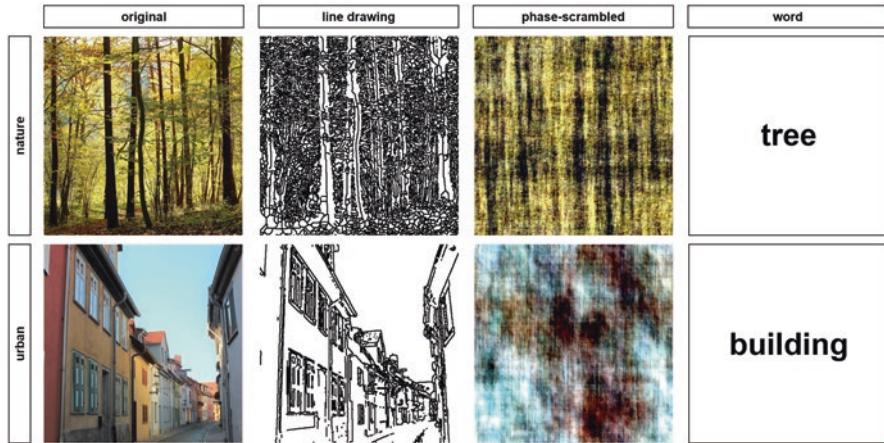 original
line drawing
phase-scrambled
word
nature
tree
urban
building